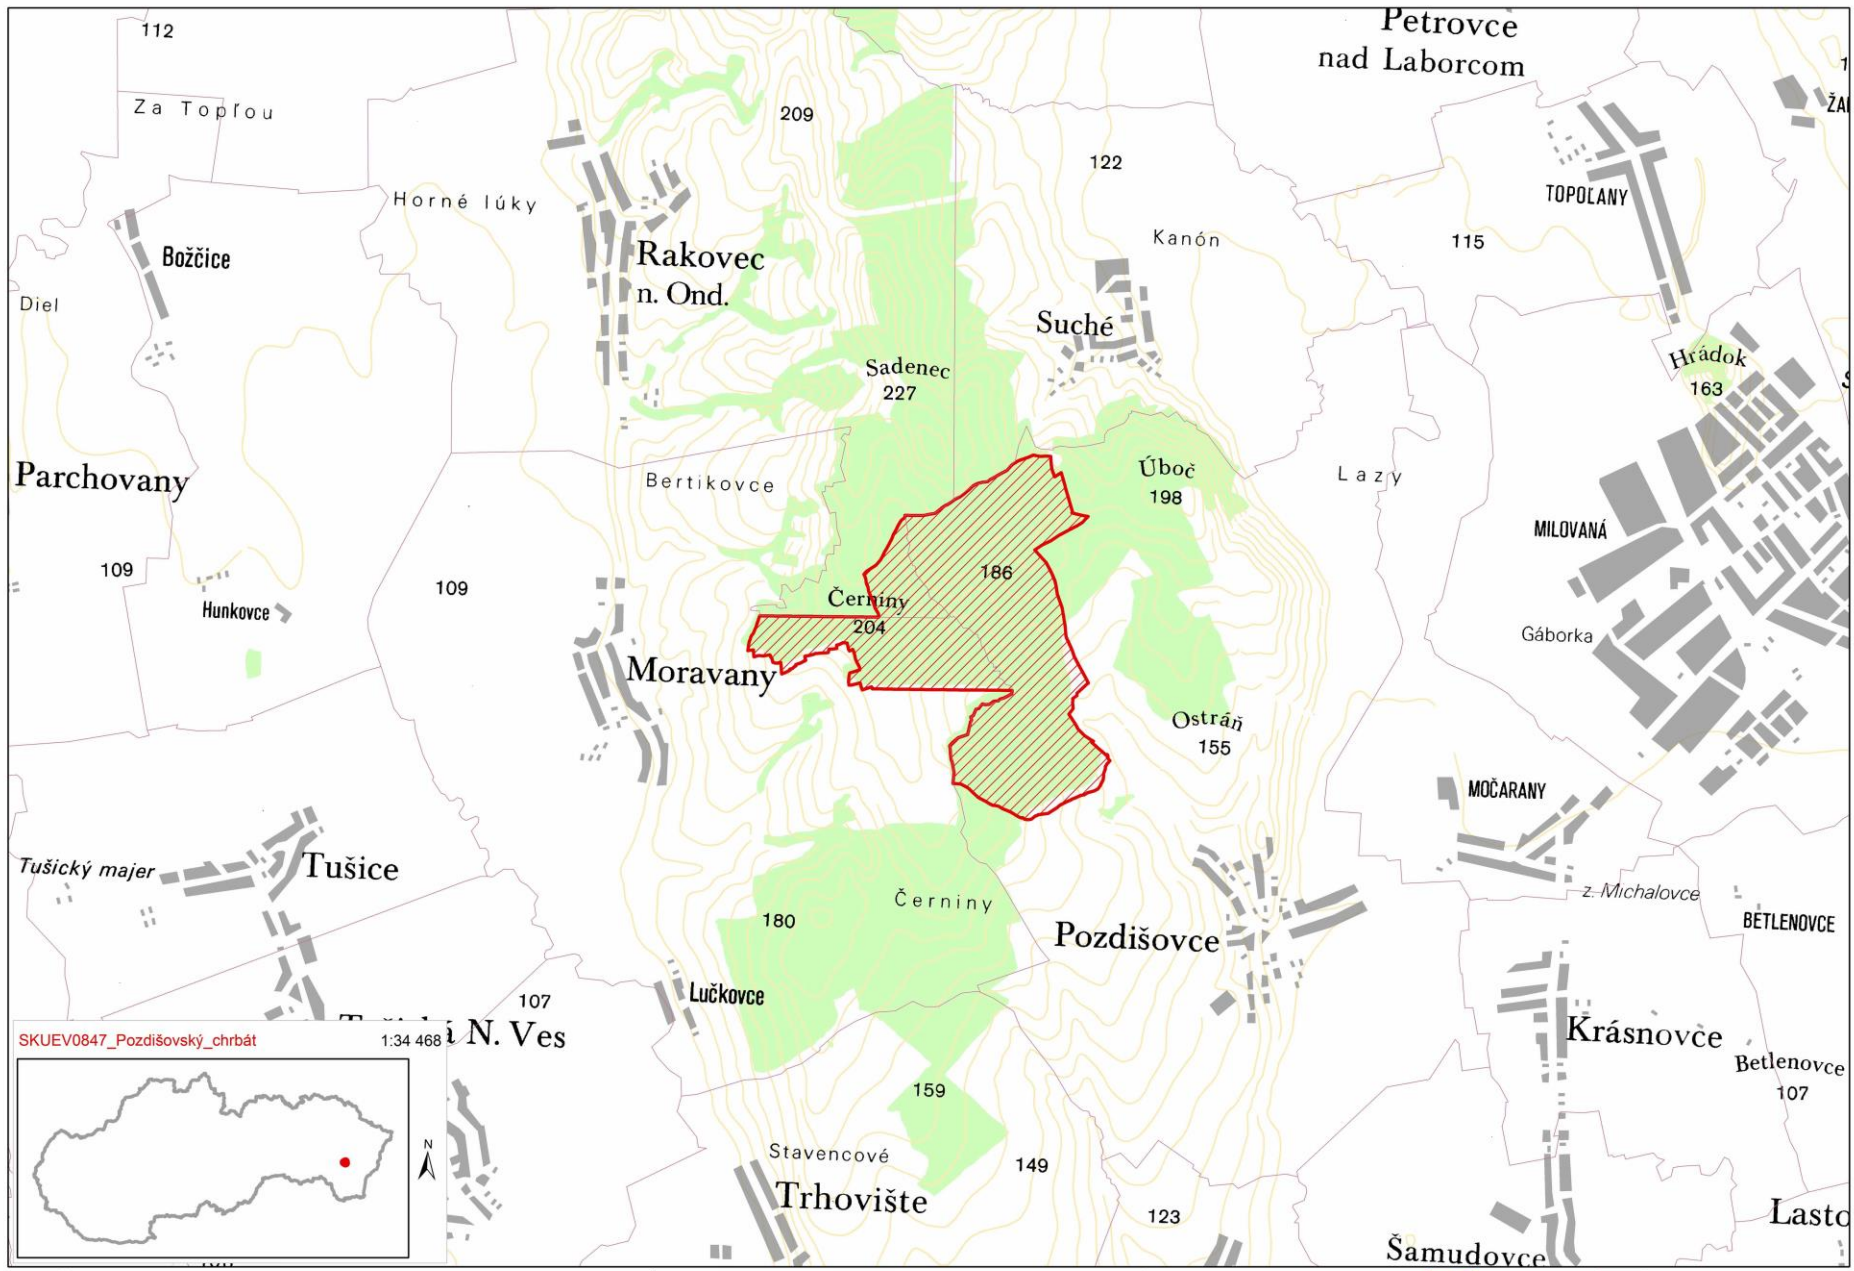 112
Petrovce
nad Laborcom
Za Topľou
209
122
TOPOĽANY
Horné lúky
Kanón
115
Božčice
Rakovec
n. Ond.
Diel
Suché
Hrádok
163
Sadenec
227
Parchovany
Bertikovce
Úboč
198
Lazy
MILOVANÁ
109
109
186
Hunkovce
Černiny
204
Gáborka
Moravany
Ostráň
155
MOČARANY
Tušický majer
Tušice
z. Michalovce
Černiny
180
BETLENOVCE
Pozdišovce
Lučkovce
107
N. Ves
Krásnovce
SKUEV0847_Pozdišovský_chrbát
1:34 468
Betlenovce
107
159
N
Stavencové
149
Trhovište
123
Lasto
Šamudovce